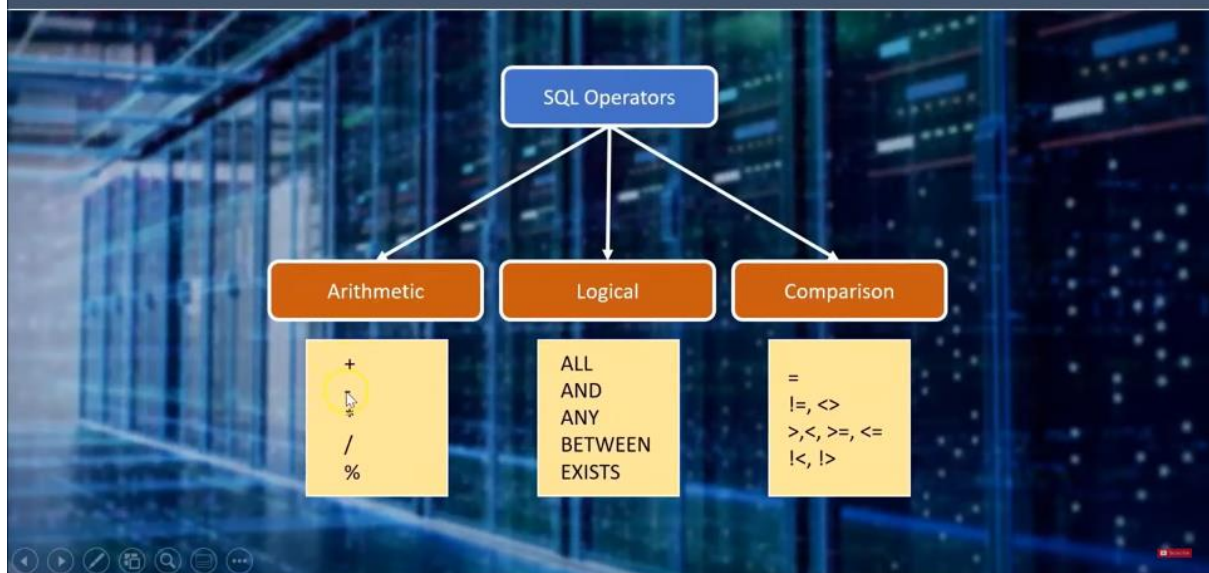 SQL Operators
Arithmetic
Logical
Comparison
+
-
/
%
ALL
AND
ANY
BETWEEN
EXISTS
=
!=, <>
>,<, >=, <=
!<, !>